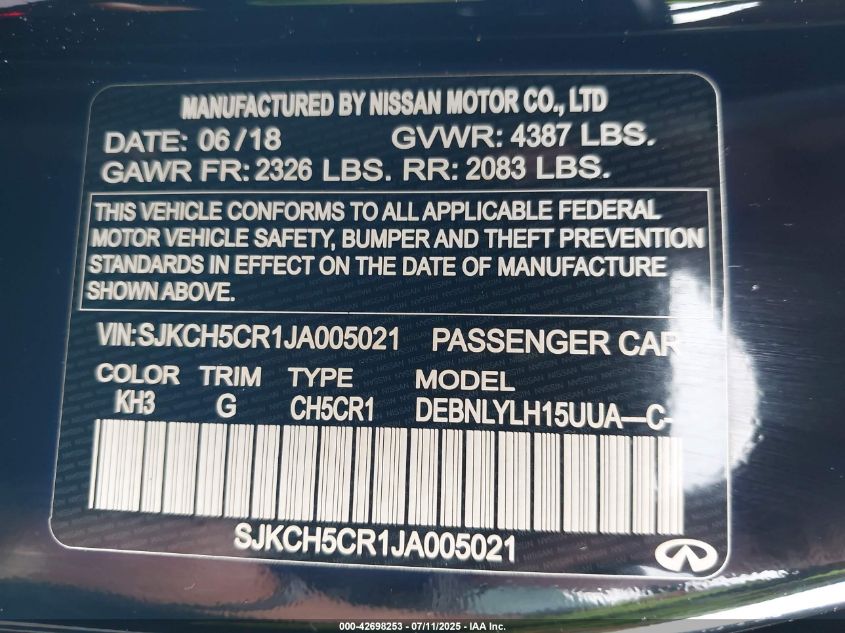 MANUFACTURED BY NISSAN MOTOR CO., LTD
DATE: 06/18 GVWR: 4387 LBS.
GAWR FR: 2326 LBS. RR: 2083 LBS.
THIS VEHICLE CONFORMS TO ALL APPLICABLE FEDERAL
MOTOR VEHICLE SAFETY, BUMPER AND THEFT PREVENTION
STANDARDS IN EFFECT ON THE DATE OF MANUFACTURE
SHOWN ABOVE.
VIN: SJKCH5CR1JA005021 PASSENGER CAR
COLOR TRIM TYPE MODEL
KH3 G CH5CR1 DEBNLYLH15UUA—C-
SJKCH5CR1JA005021
000-42698253 - 07/11/2025 - IAA Inc.